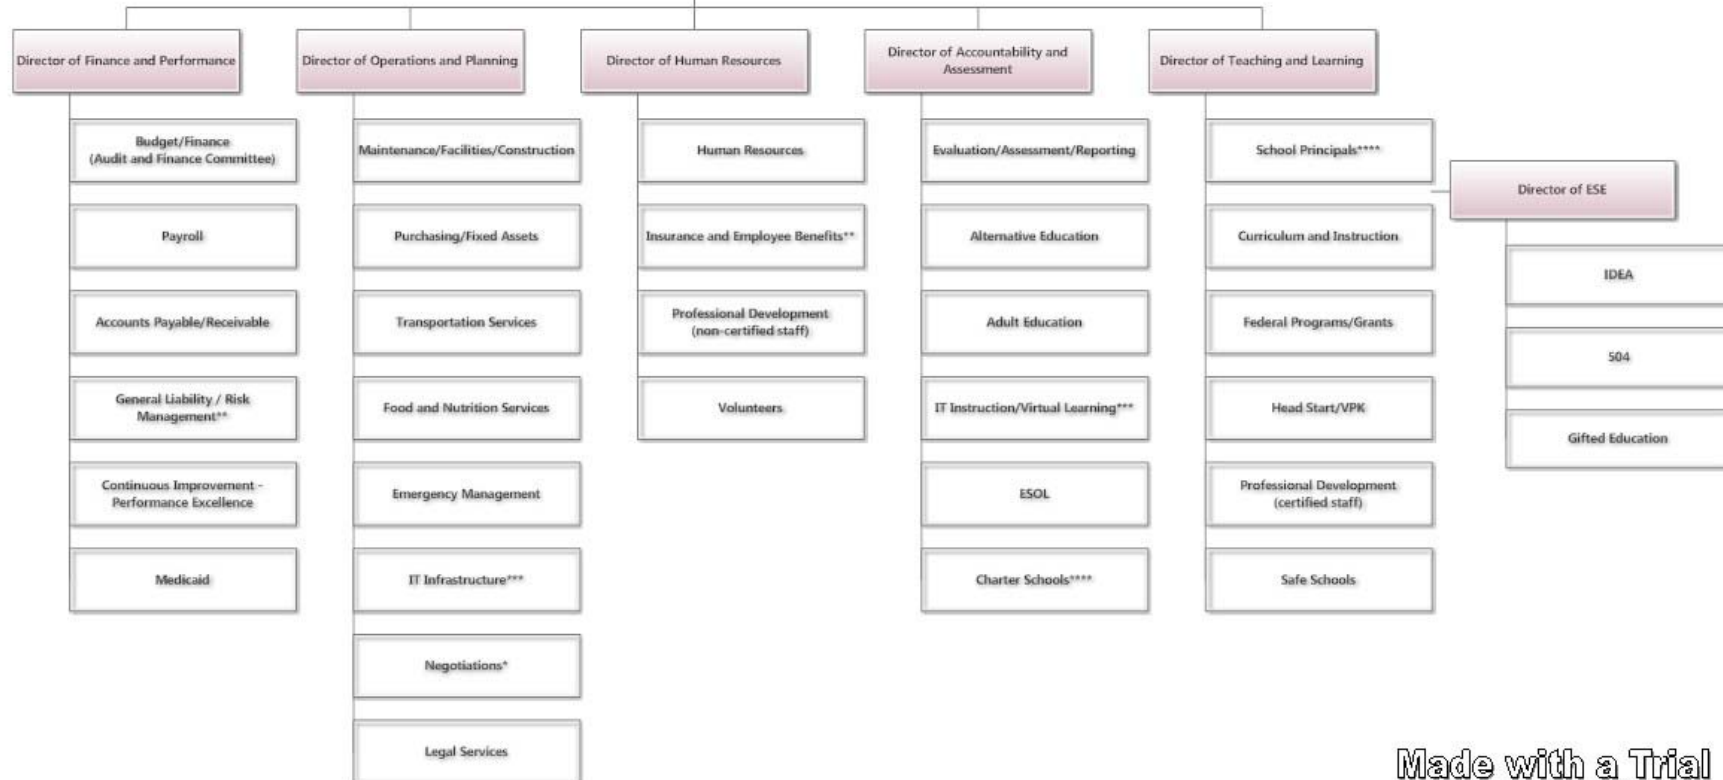 Director of Finance and Performance
Budget/Finance
(Audit and Finance Committee)
Payroll
Accounts Payable/Receivable
General Liability / Risk
Management**
Continuous Improvement -
Performance Excellence
Medicaid
Director of Operations and Planning
Maintenance/Facilities/Construction
Purchasing/Fixed Assets
Transportation Services
Food and Nutrition Services
Emergency Management
IT Infrastructure***
Negotiations*
Legal Services
Director of Human Resources
Human Resources
Insurance and Employee Benefits**
Professional Development
(non-certified staff)
Volunteers
Director of Accountability and
Assessment
Evaluation/Assessment/Reporting
Alternative Education
Adult Education
IT Instruction/Virtual Learning***
ESOL
Charter Schools****
Director of Teaching and Learning
School Principals****
Curriculum and Instruction
Federal Programs/Grants
Head Start/VPK
Professional Development
(certified staff)
Safe Schools
Director of ESE
IDEA
504
Gifted Education
Made with a Trial